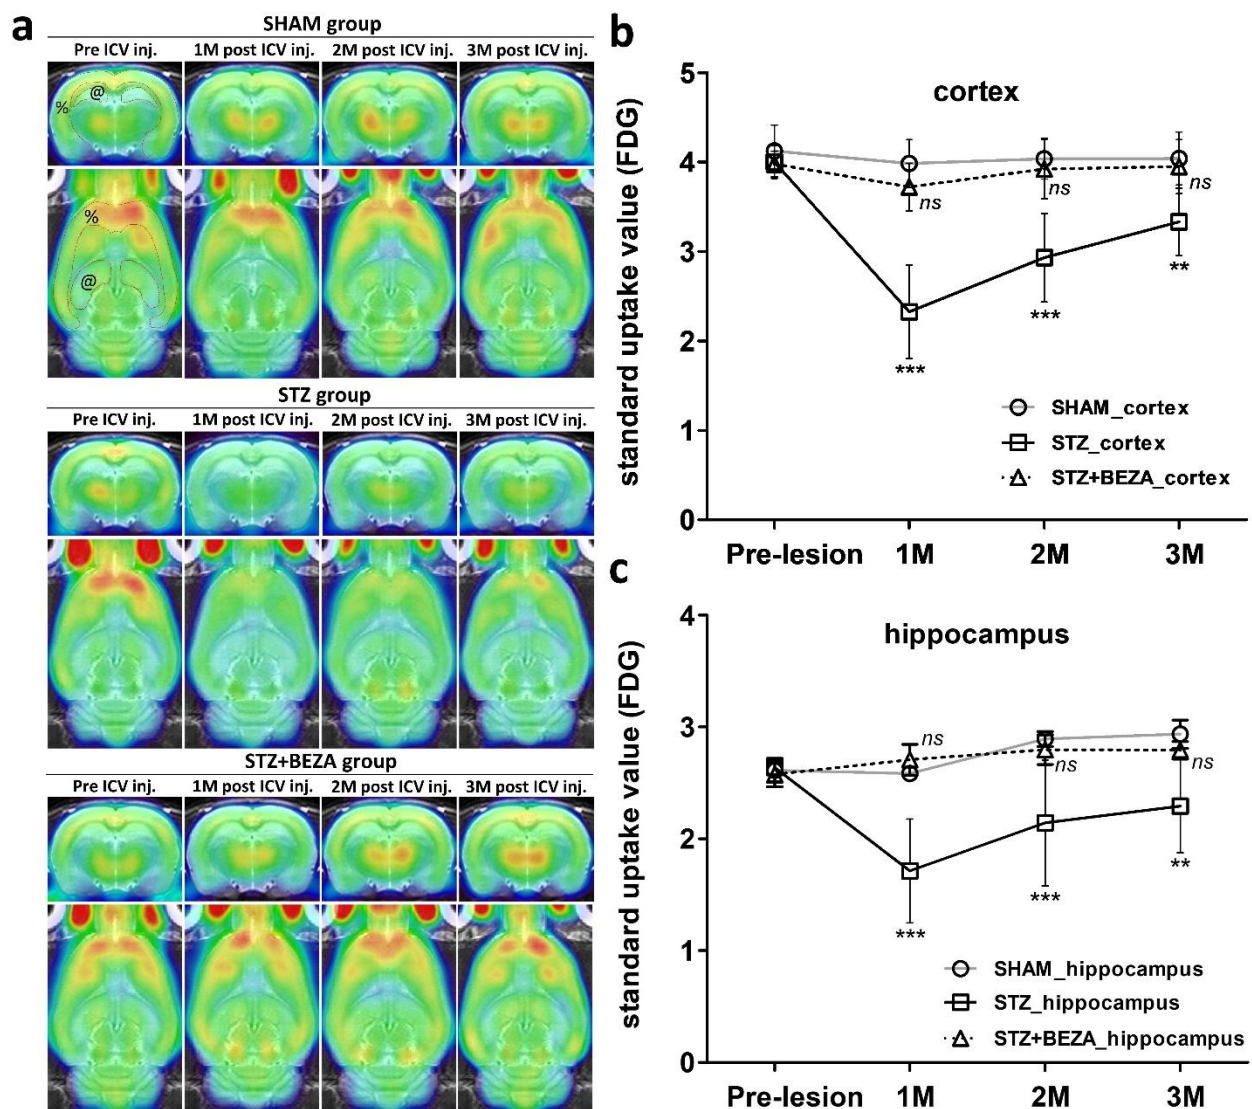 a
SHAM group
Pre ICV inj. 1M post ICV inj. 2M post ICV inj. 3M post ICV inj.
@
%
%
@
STZ group
Pre ICV inj. 1M post ICV inj. 2M post ICV inj. 3M post ICV inj.
STZ+BEZA group
Pre ICV inj. 1M post ICV inj. 2M post ICV inj. 3M post ICV inj.
b
cortex
standard uptake value (FDG)
5
4
3
2
1
0
ns
ns
ns
***
***
**
SHAM_cortex
STZ_cortex
STZ+BEZA_cortex
Pre-lesion 1M 2M 3M
c
hippocampus
standard uptake value (FDG)
4
3
2
1
0
ns
ns
ns
***
***
**
SHAM_hippocampus
STZ_hippocampus
STZ+BEZA_hippocampus
Pre-lesion 1M 2M 3M